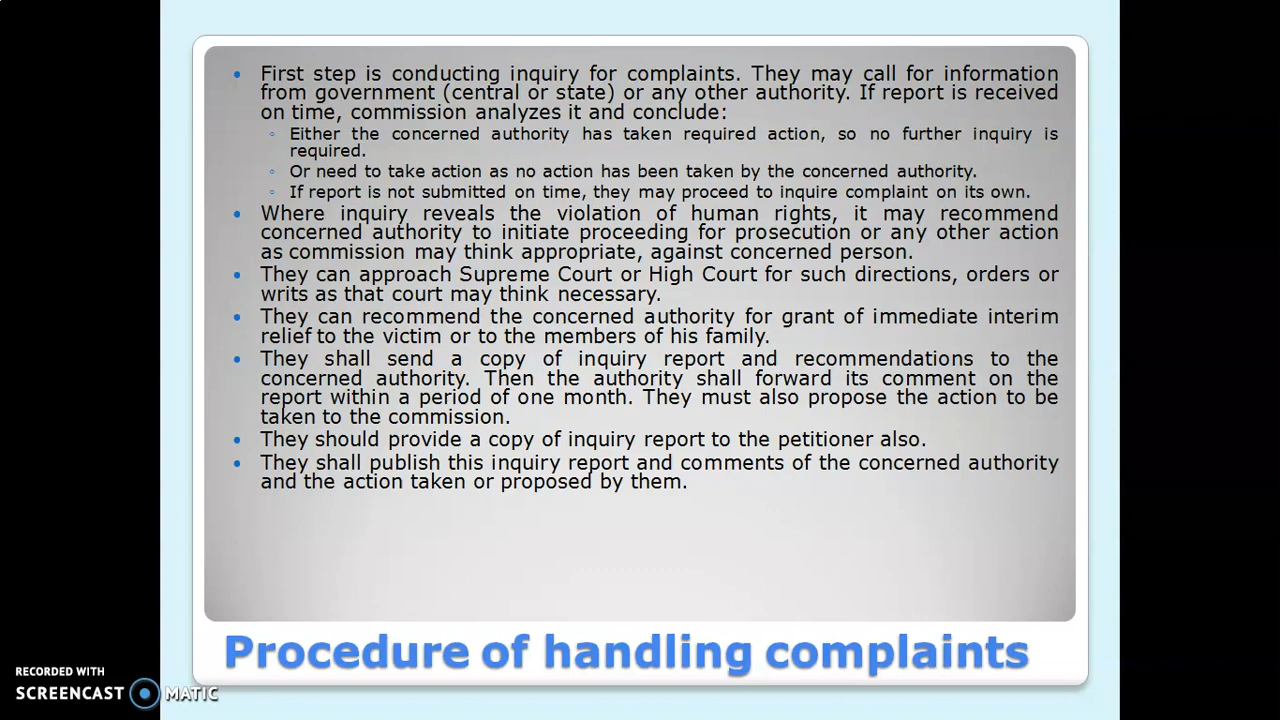 • First step is conducting inquiry for complaints. They may call for information
from government (central or state) or any other authority. If report is received
on time, commission analyzes it and conclude:
◦ Either the concerned authority has taken required action, so no further inquiry is
required.
◦ Or need to take action as no action has been taken by the concerned authority.
◦ If report is not submitted on time, they may proceed to inquire complaint on its own.
• Where inquiry reveals the violation of human rights, it may recommend
concerned authority to initiate proceeding for prosecution or any other action
as commission may think appropriate, against concerned person.
• They can approach Supreme Court or High Court for such directions, orders or
writs as that court may think necessary.
• They can recommend the concerned authority for grant of immediate interim
relief to the victim or to the members of his family.
• They shall send a copy of inquiry report and recommendations to the
concerned authority. Then the authority shall forward its comment on the
report within a period of one month. They must also propose the action to be
taken to the commission.
• They should provide a copy of inquiry report to the petitioner also.
• They shall publish this inquiry report and comments of the concerned authority
and the action taken or proposed by them.
Procedure of handling complaints
RECORDED WITH
SCREENCAST MATIC